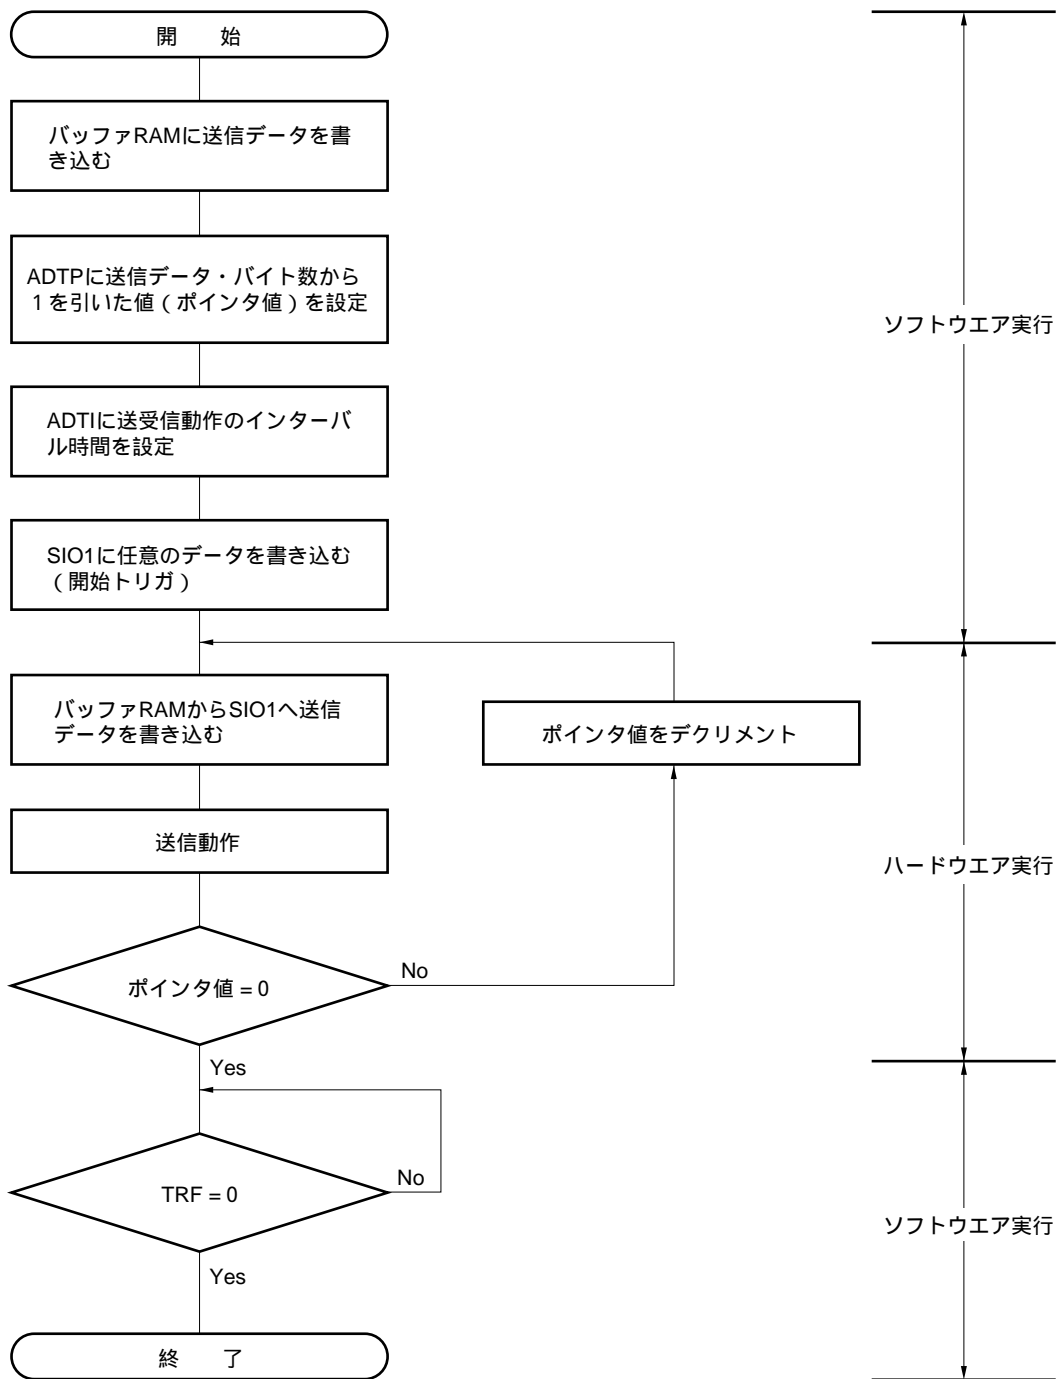 開　始
バッファRAMに送信データを書
き込む
ADTPに送信データ・バイト数から
1を引いた値（ポインタ値）を設定
ADTIに送受信動作のインターバ
ル時間を設定
SIO1に任意のデータを書き込む
（開始トリガ）
ソフトウエア実行
バッファRAMからSIO1へ送信
データを書き込む
ポインタ値をデクリメント
送信動作
ポインタ値 = 0
No
Yes
ハードウエア実行
TRF = 0
No
Yes
ソフトウエア実行
終　了